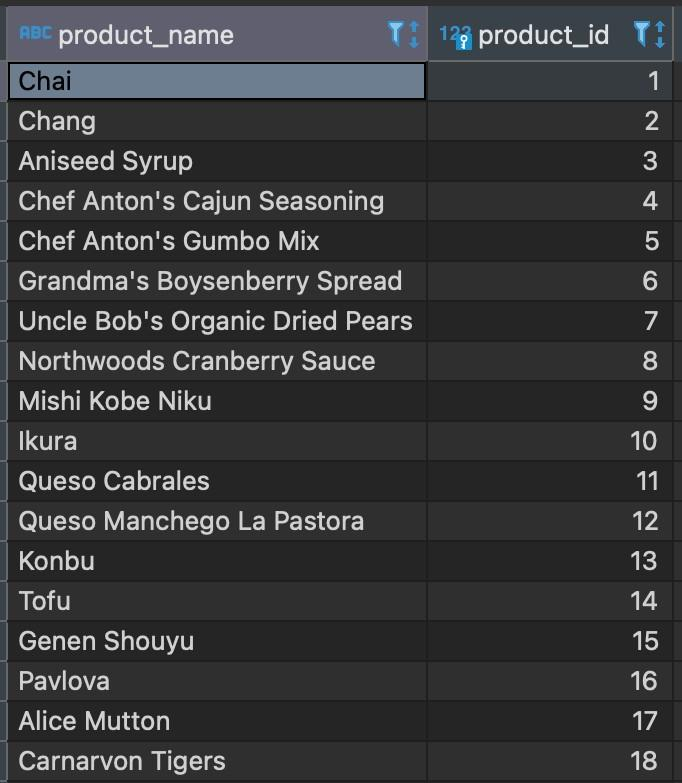 ABC product_name 123 product_id
Chai 1
Chang 2
Aniseed Syrup 3
Chef Anton's Cajun Seasoning 4
Chef Anton's Gumbo Mix 5
Grandma's Boysenberry Spread 6
Uncle Bob's Organic Dried Pears 7
Northwoods Cranberry Sauce 8
Mishi Kobe Niku 9
Ikura 10
Queso Cabrales 11
Queso Manchego La Pastora 12
Konbu 13
Tofu 14
Genen Shouyu 15
Pavlova 16
Alice Mutton 17
Carnarvon Tigers 18